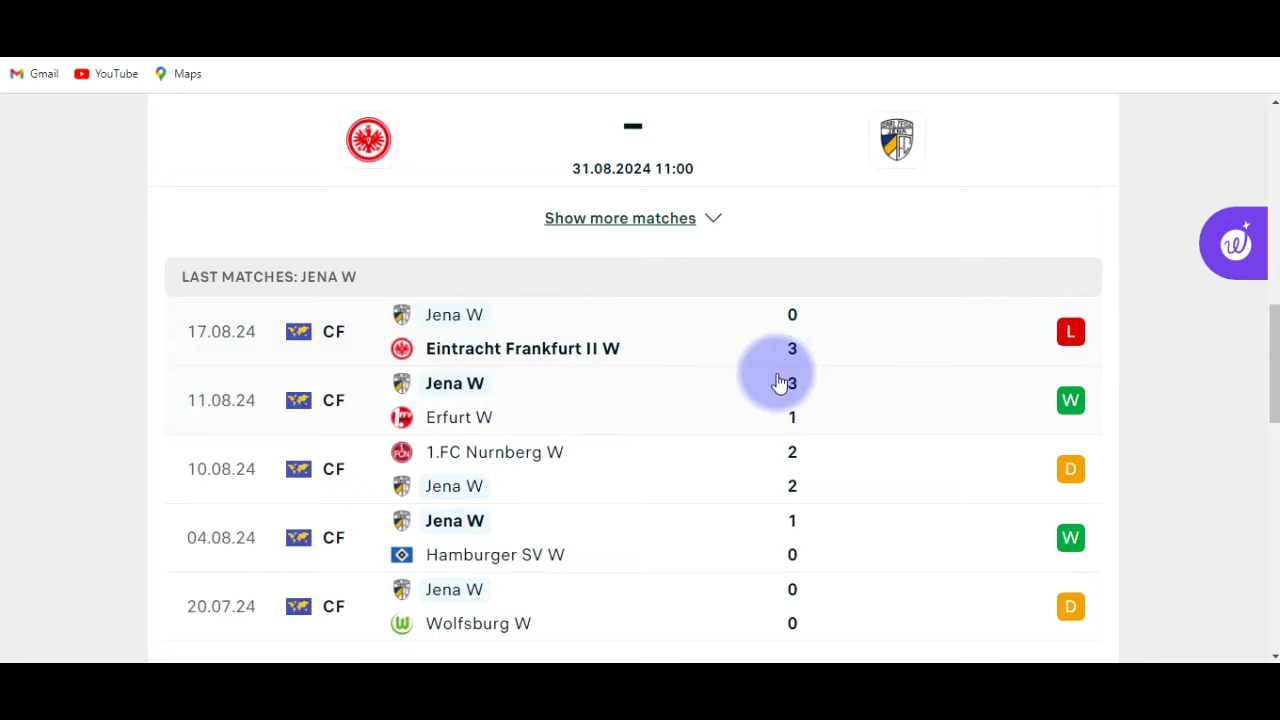 Gmail YouTube Maps
31.08.2024 11:00
Show more matches
LAST MATCHES: JENA W
17.08.24 CF Jena W 0 L
Eintracht Frankfurt II W 3
11.08.24 CF Jena W 3 W
Erfurt W 1
10.08.24 CF 1.FC Nurnberg W 2 D
Jena W 2
04.08.24 CF Jena W 1 W
Hamburger SV W 0
20.07.24 CF Jena W 0 D
Wolfsburg W 0